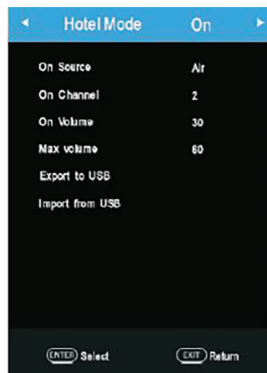 Hotel Mode On
On Source Air
On Channel 2
On Volume 30
Max volume 60
Export to USB
Import from USB
ENTER Select EXIT Return